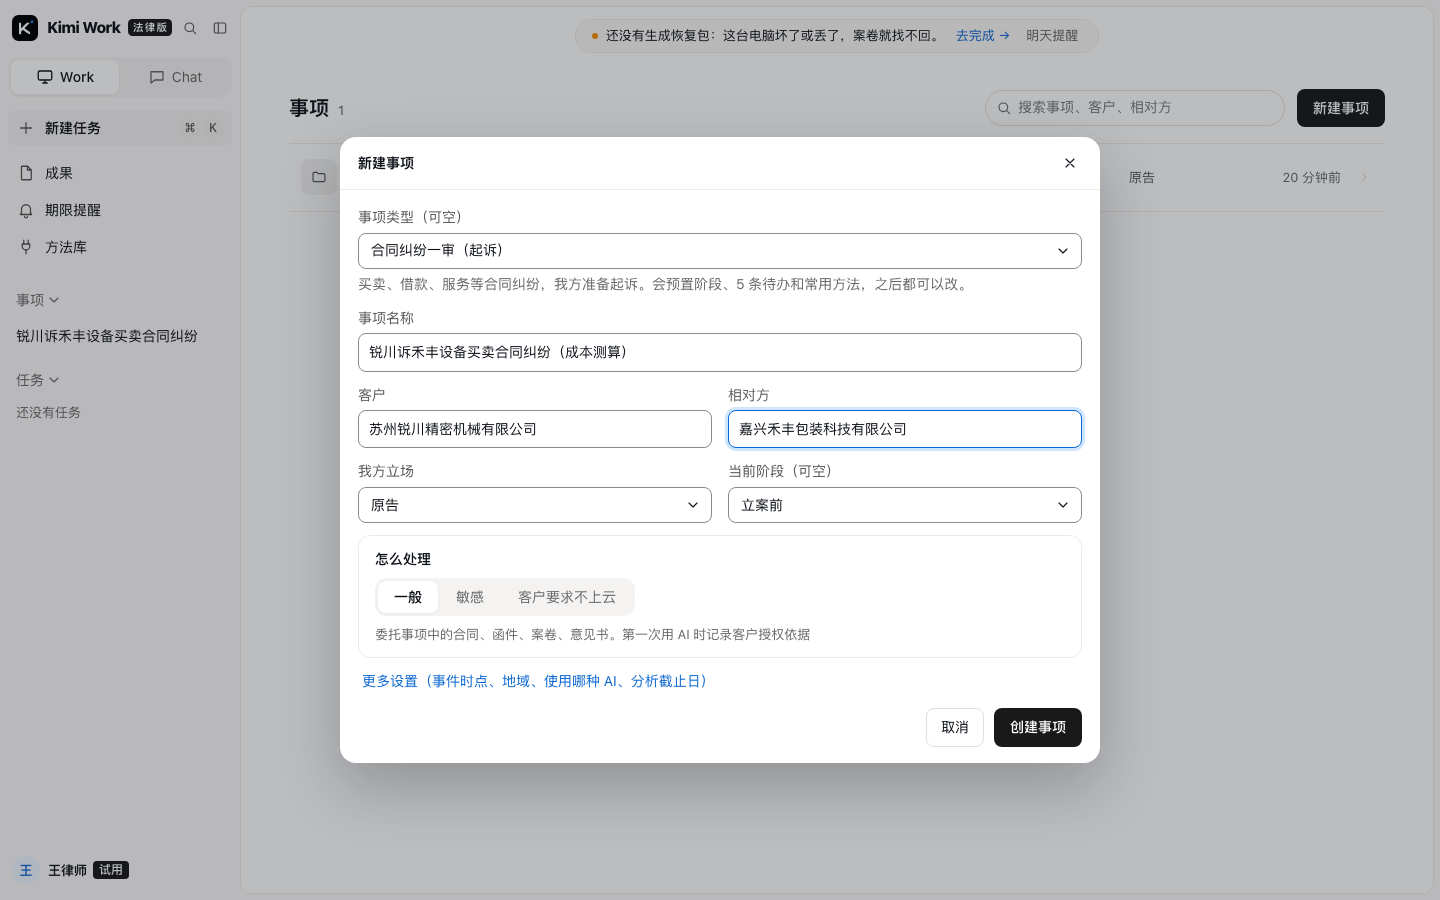 Kimi Work 法律版
Work
Chat
新建任务 ⌘ K
成果
期限提醒
方法库
事项
锐川诉禾丰设备买卖合同纠纷
任务
还没有任务
王 王律师 试用
还没有生成恢复包：这台电脑坏了或丢了，案卷就找不回。 去完成 → 明天提醒
事项 1
搜索事项、客户、相对方
新建事项
原告
20 分钟前
新建事项
事项类型（可空）
合同纠纷一审（起诉）
买卖、借款、服务等合同纠纷，我方准备起诉。会预置阶段、5 条待办和常用方法，之后都可以改。
事项名称
锐川诉禾丰设备买卖合同纠纷（成本测算）
客户
相对方
苏州锐川精密机械有限公司
嘉兴禾丰包装科技有限公司
我方立场
当前阶段（可空）
原告
立案前
怎么处理
一般 敏感 客户要求不上云
委托事项中的合同、函件、案卷、意见书。第一次用 AI 时记录客户授权依据
更多设置（事件时点、地域、使用哪种 AI、分析截止日）
取消 创建事项